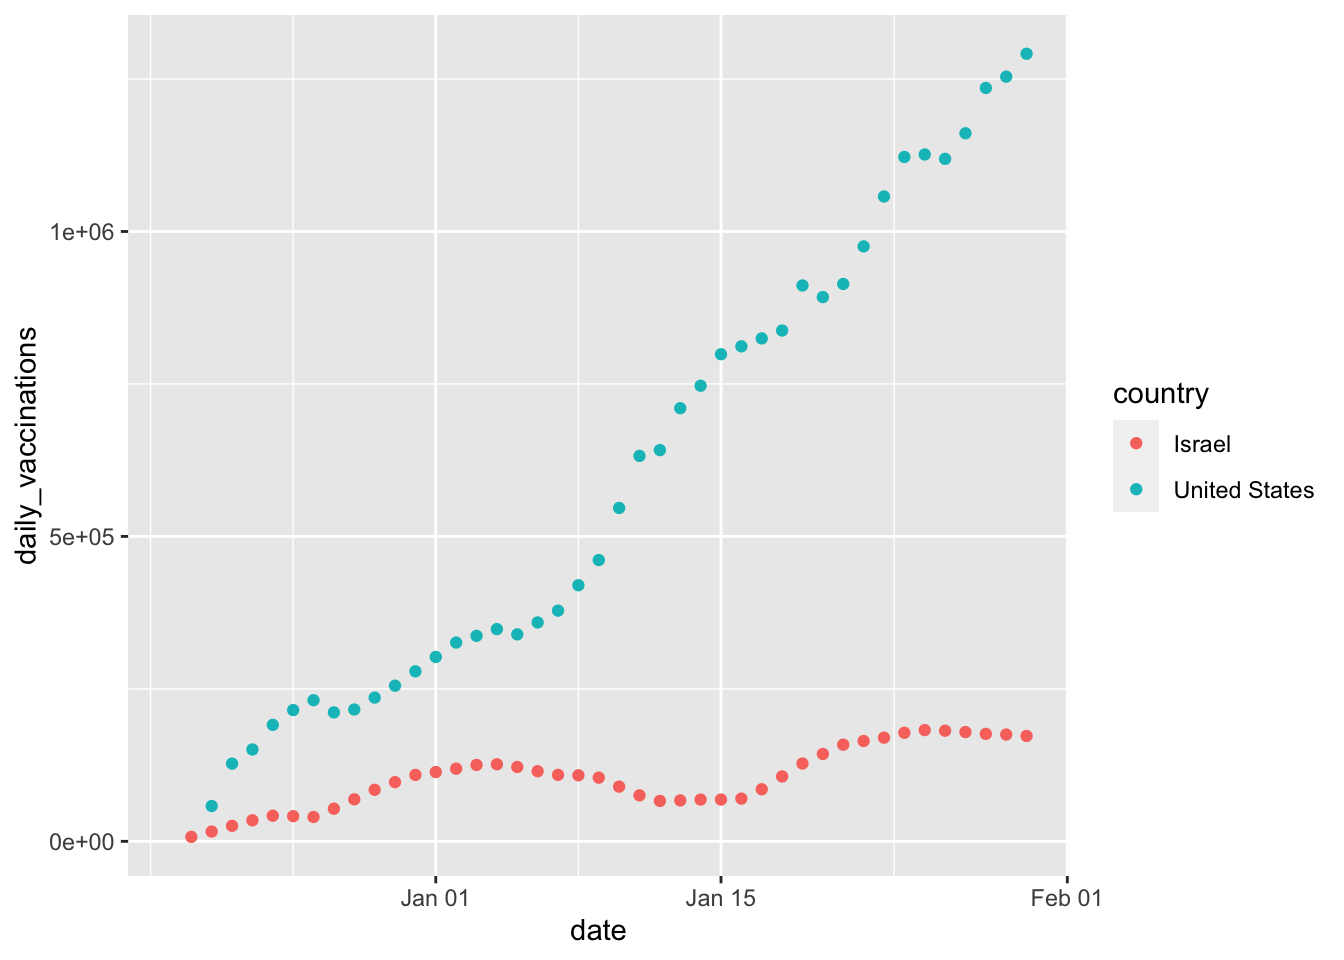 1e+06
5e+05
0e+00
daily_vaccinations
Jan 01
Jan 15
Feb 01
date
country
Israel
United States